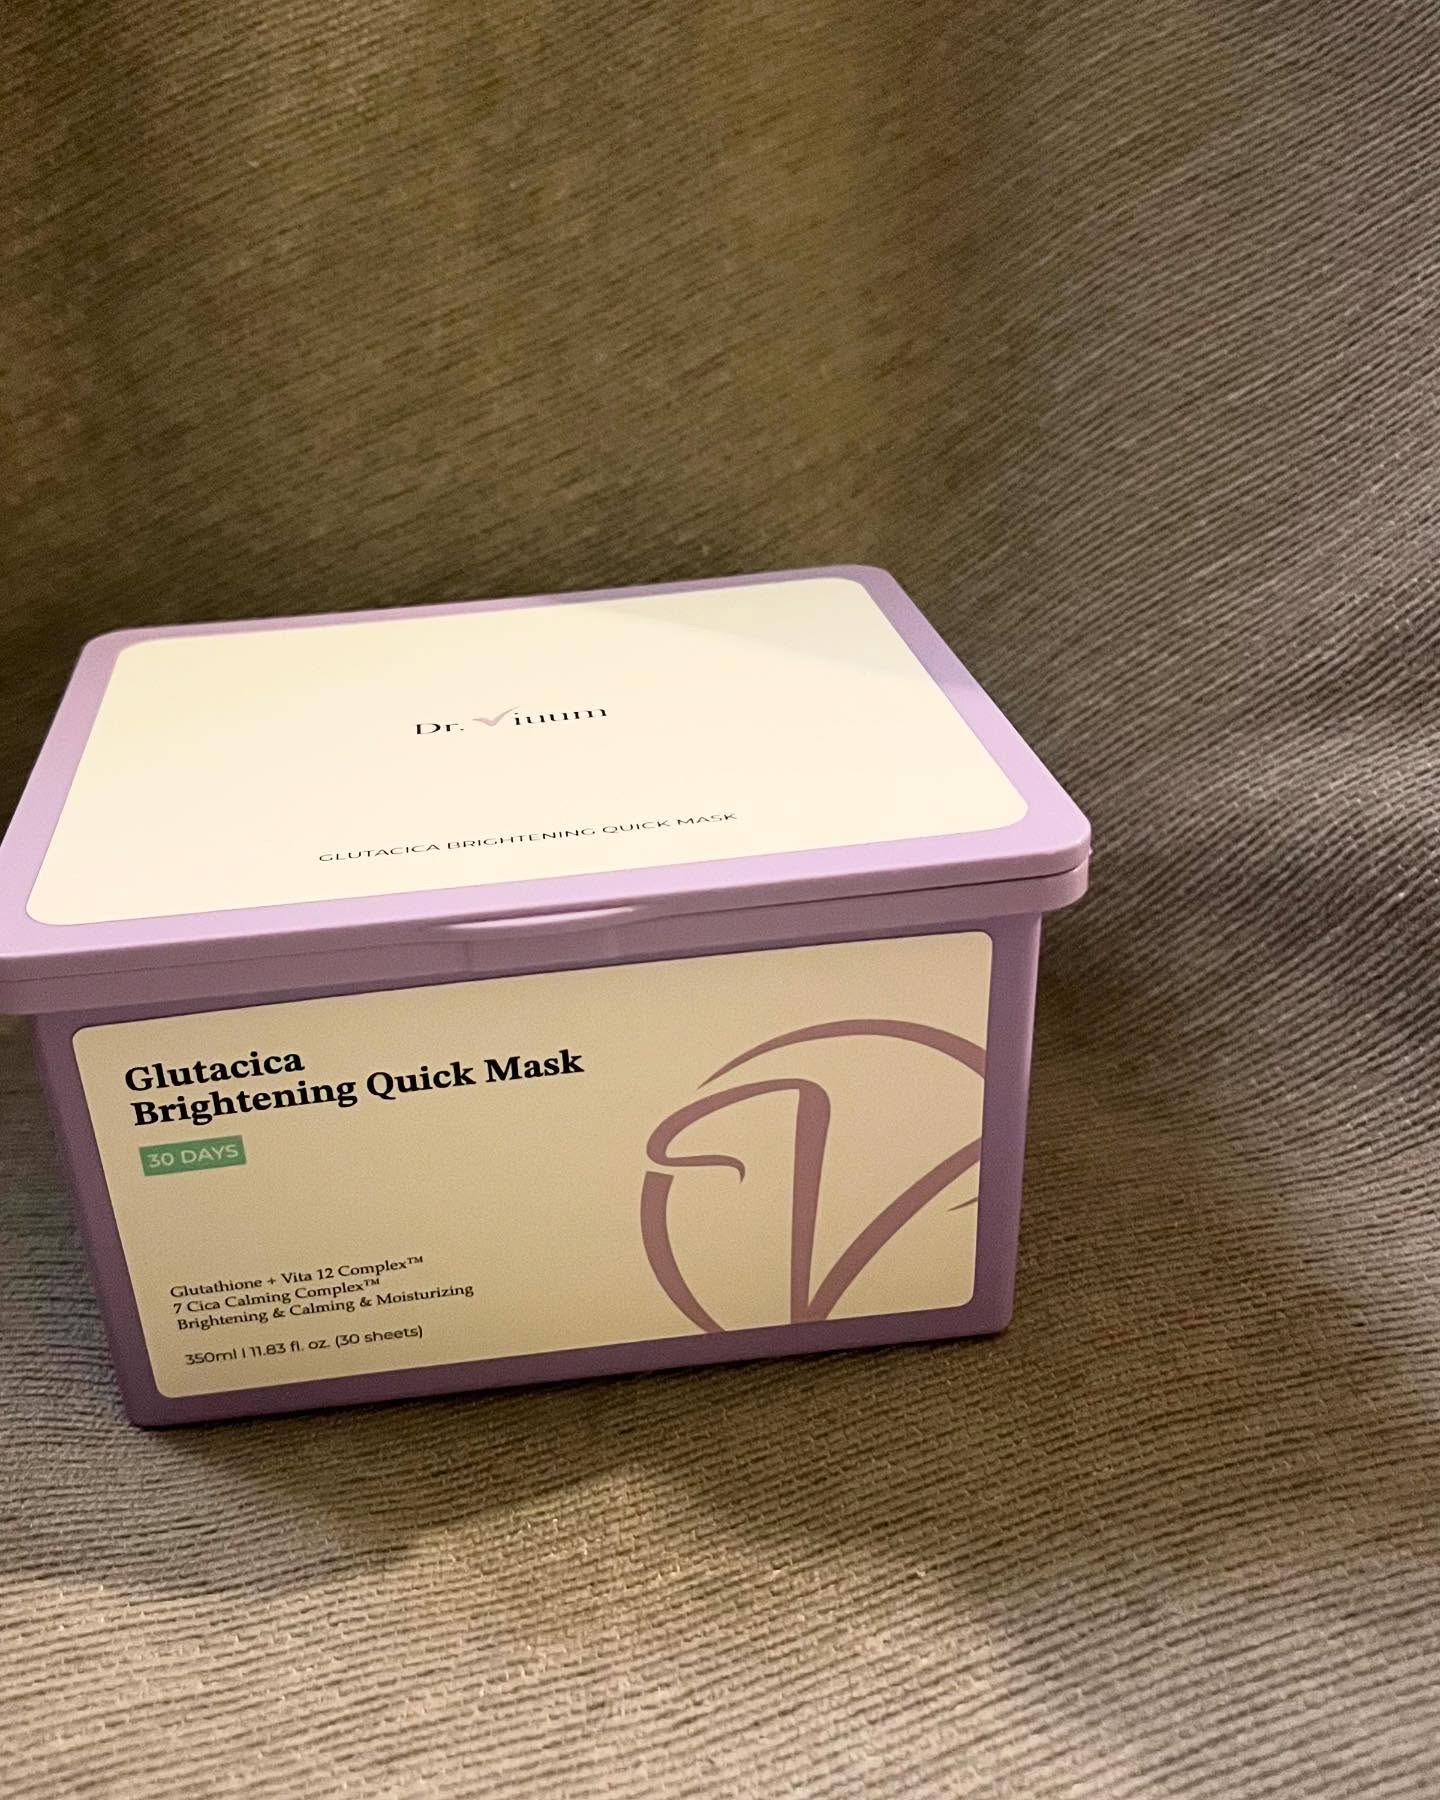 Dr. Viuum
GLUTACICA BRIGHTENING QUICK MASK
Glutacica
Brightening Quick Mask
30 DAYS
Glutathione + Vita 12 Complex™
7 Cica Calming Complex™
Brightening & Calming & Moisturizing
350ml | 11.83 fl. oz. (30 sheets)